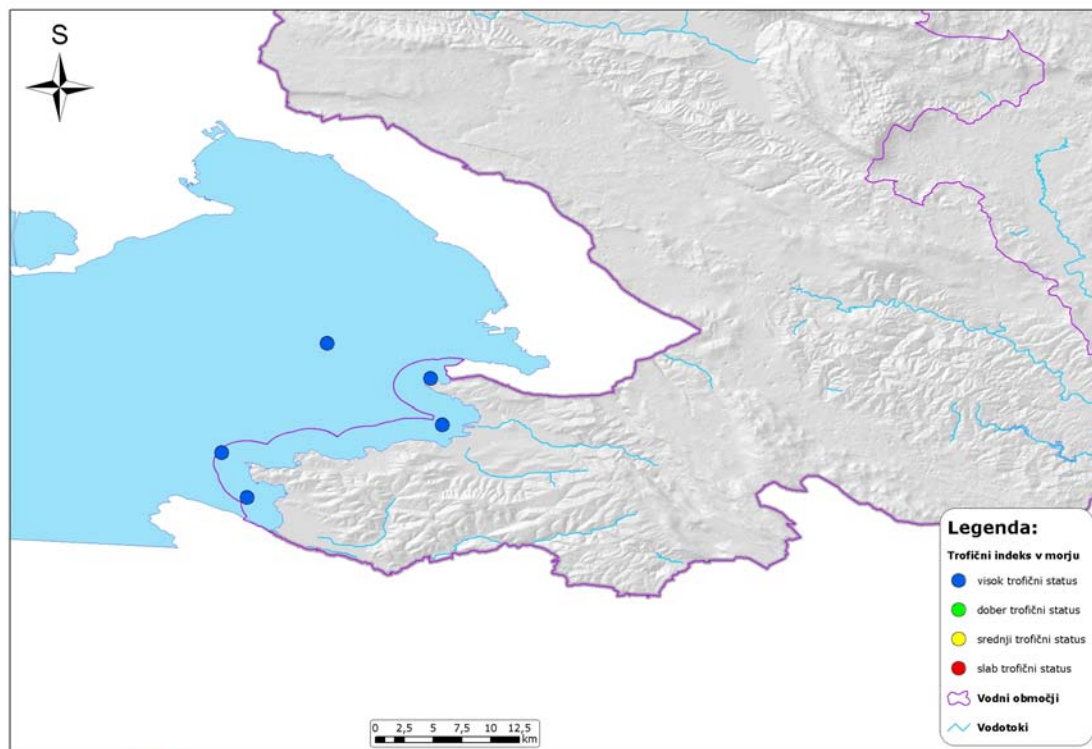 S
Legenda:
Trofični indeks v morju
visok trofični status
dober trofični status
srednji trofični status
slab trofični status
Vodni območji
Vodotoki
0 2,5 5 7,5 10 12,5
km